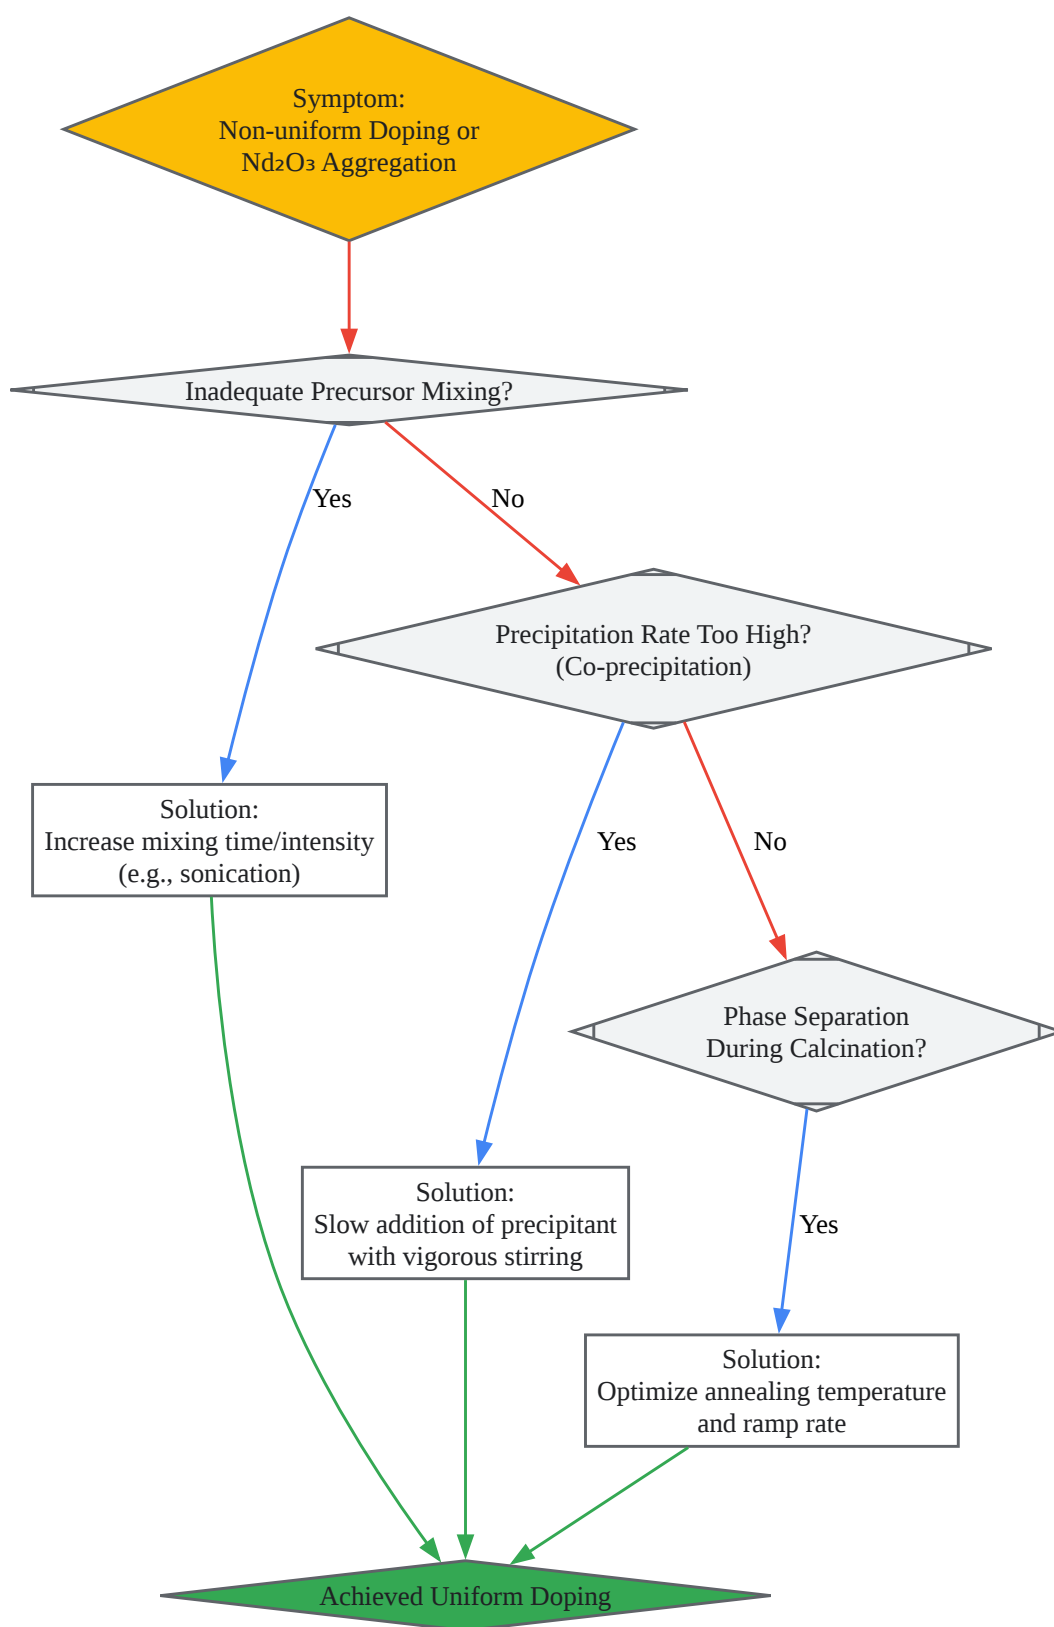 Symptom:
Non-uniform Doping or
Nd₂O₃ Aggregation
Inadequate Precursor Mixing?
Yes
No
Precipitation Rate Too High?
(Co-precipitation)
Solution:
Increase mixing time/intensity
(e.g., sonication)
Yes
No
Phase Separation
During Calcination?
Solution:
Slow addition of precipitant
with vigorous stirring
Yes
Solution:
Optimize annealing temperature
and ramp rate
Achieved Uniform Doping